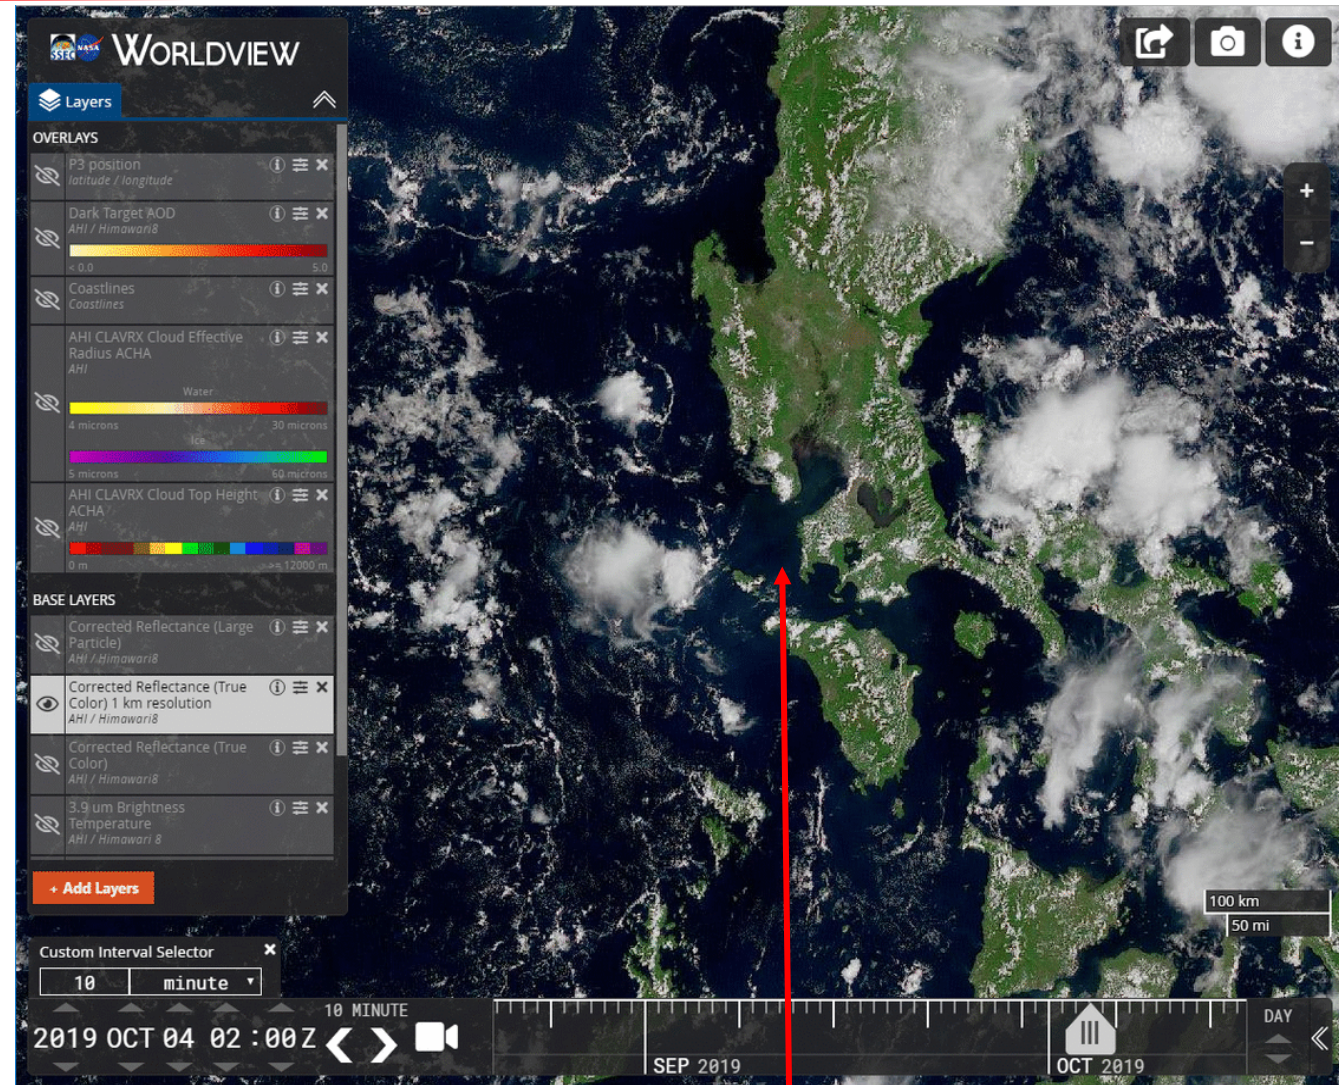 SSEC NASA WORLDVIEW
Layers
OVERLAYS
P3 position
latitude / longitude
Dark Target AOD
AHI / Himawari8
< 0.0 5.0
Coastlines
Coastlines
AHI CLAVRX Cloud Effective
Radius ACHA
AHI
Water
4 microns 30 microns
Ice
5 microns 60 microns
AHI CLAVRX Cloud Top Height
ACHA
AHI
0 m >= 12000 m
BASE LAYERS
Corrected Reflectance (Large
Particle)
AHI / Himawari8
Corrected Reflectance (True
Color) 1 km resolution
AHI / Himawari8
Corrected Reflectance (True
Color)
AHI / Himawari8
3.9 um Brightness
Temperature
AHI / Himawari 8
+ Add Layers
100 km
50 mi
Custom Interval Selector
10 minute
10 MINUTE
2019 OCT 04 02 :00Z
DAY
SEP 2019
OCT 2019